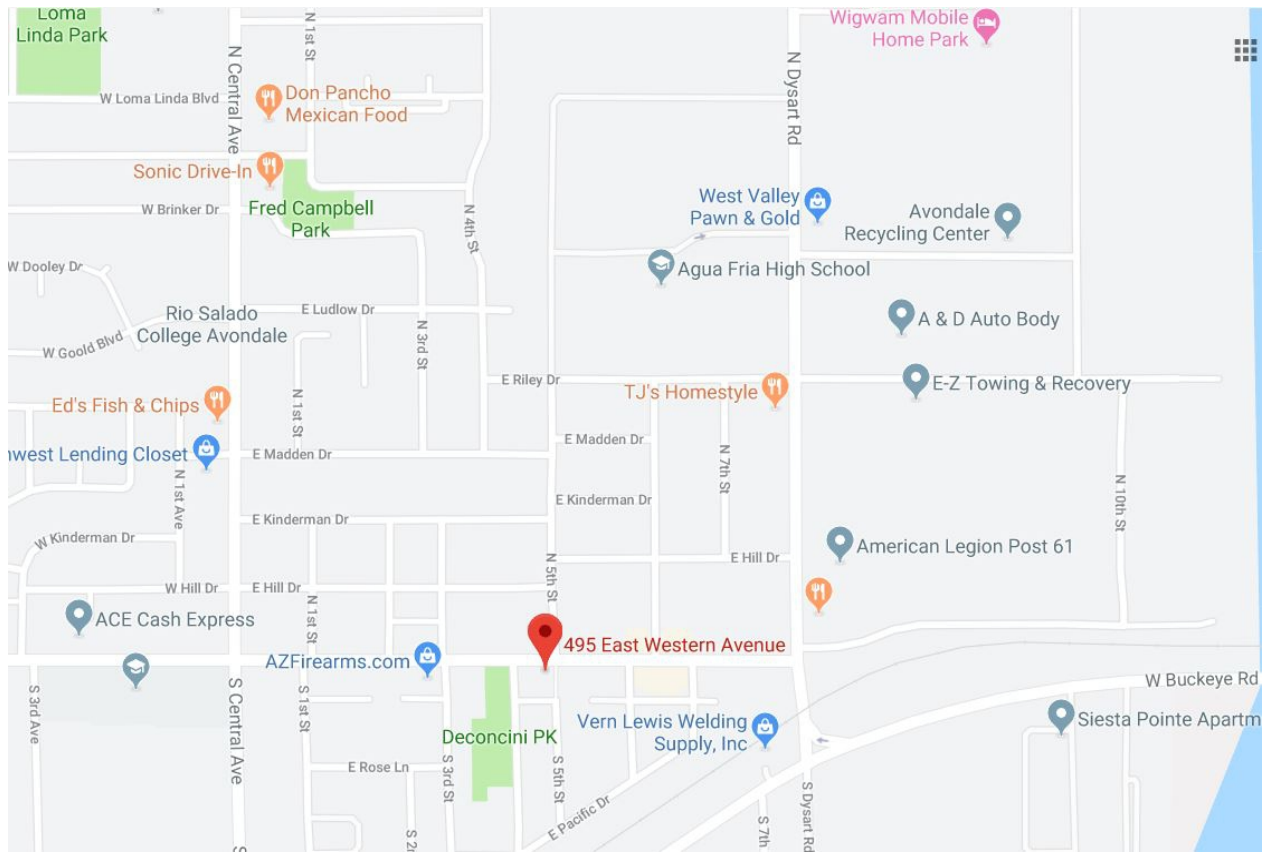 Loma
Linda Park
N Central Ave
N 1st St
Wigwam Mobile
Home Park
N Dysart Rd
W Loma Linda Blvd
Don Pancho
Mexican Food
Sonic Drive-In
W Brinker Dr
Fred Campbell
Park
N 4th St
West Valley
Pawn & Gold
Avondale
Recycling Center
W Dooley Dr
Agua Fria High School
Rio Salado
College Avondale
E Ludlow Dr
N 3rd St
A & D Auto Body
W Goold Blvd
E Riley Dr
TJ's Homestyle
E-Z Towing & Recovery
Ed's Fish & Chips
N 1st St
nwest Lending Closet
E Madden Dr
E Madden Dr
N 7th St
N 1st Ave
E Kinderman Dr
N 10th St
E Kinderman Dr
W Kinderman Dr
N 5th St
E Hill Dr
American Legion Post 61
W Hill Dr
E Hill Dr
N 1st St
ACE Cash Express
495 East Western Avenue
AZFirearms.com
W Buckeye Rd
S 3rd Ave
S Central Ave
S 1st St
Siesta Pointe Apartm
Vern Lewis Welding
Supply, Inc
Deconcini PK
E Rose Ln
S 3rd St
S 5th St
E Pacific Dr
S Dysart Rd
S 7th
S 2n